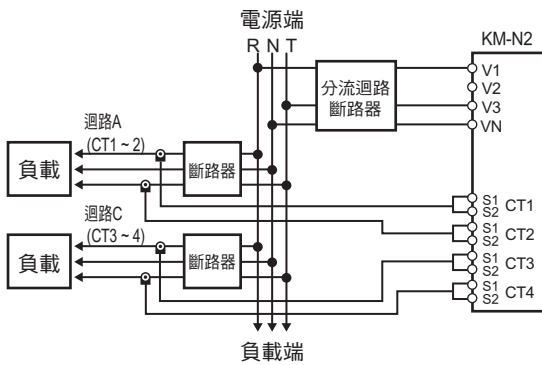 電源端
R N T
KM-N2
分流迴路
斷路器
V1
V2
V3
VN
迴路A
(CT1~2)
負載
斷路器
S1
S2
CT1
迴路C
(CT3~4)
S1
S2
CT2
負載
斷路器
S1
S2
CT3
S1
S2
CT4
負載端